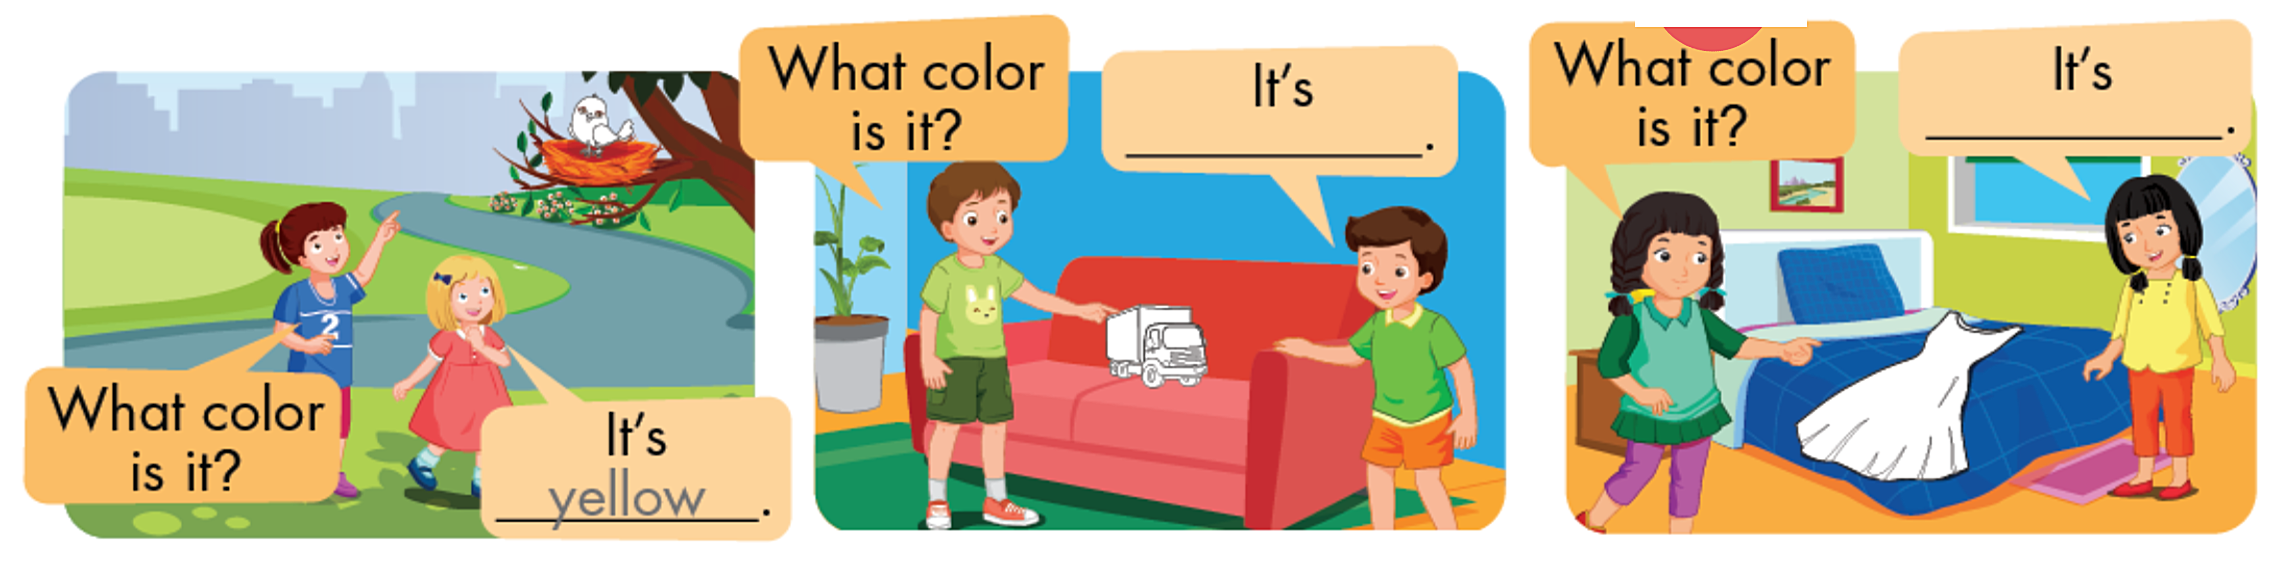 What color
is it?
It's
yellow.
What color
is it?
It's
.
What color
is it?
It's
.
2